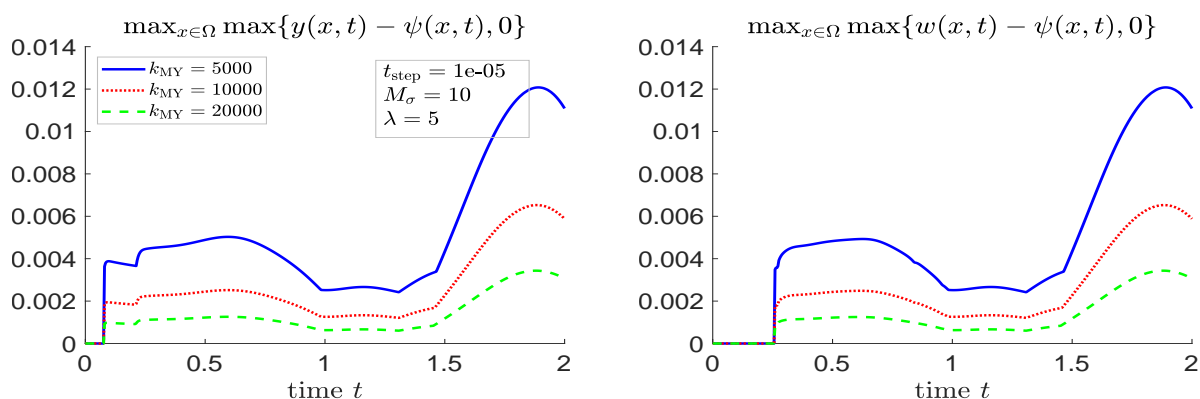 max_{x∈Ω} max{y(x, t) − ψ(x, t), 0}
0.014
0.012
0.01
0.008
0.006
0.004
0.002
0
k_MY = 5000
k_MY = 10000
k_MY = 20000
t_step = 1e-05
M_σ = 10
λ = 5
0 0.5 1 1.5 2
time t
max_{x∈Ω} max{w(x, t) − ψ(x, t), 0}
0.014
0.012
0.01
0.008
0.006
0.004
0.002
0
0 0.5 1 1.5 2
time t